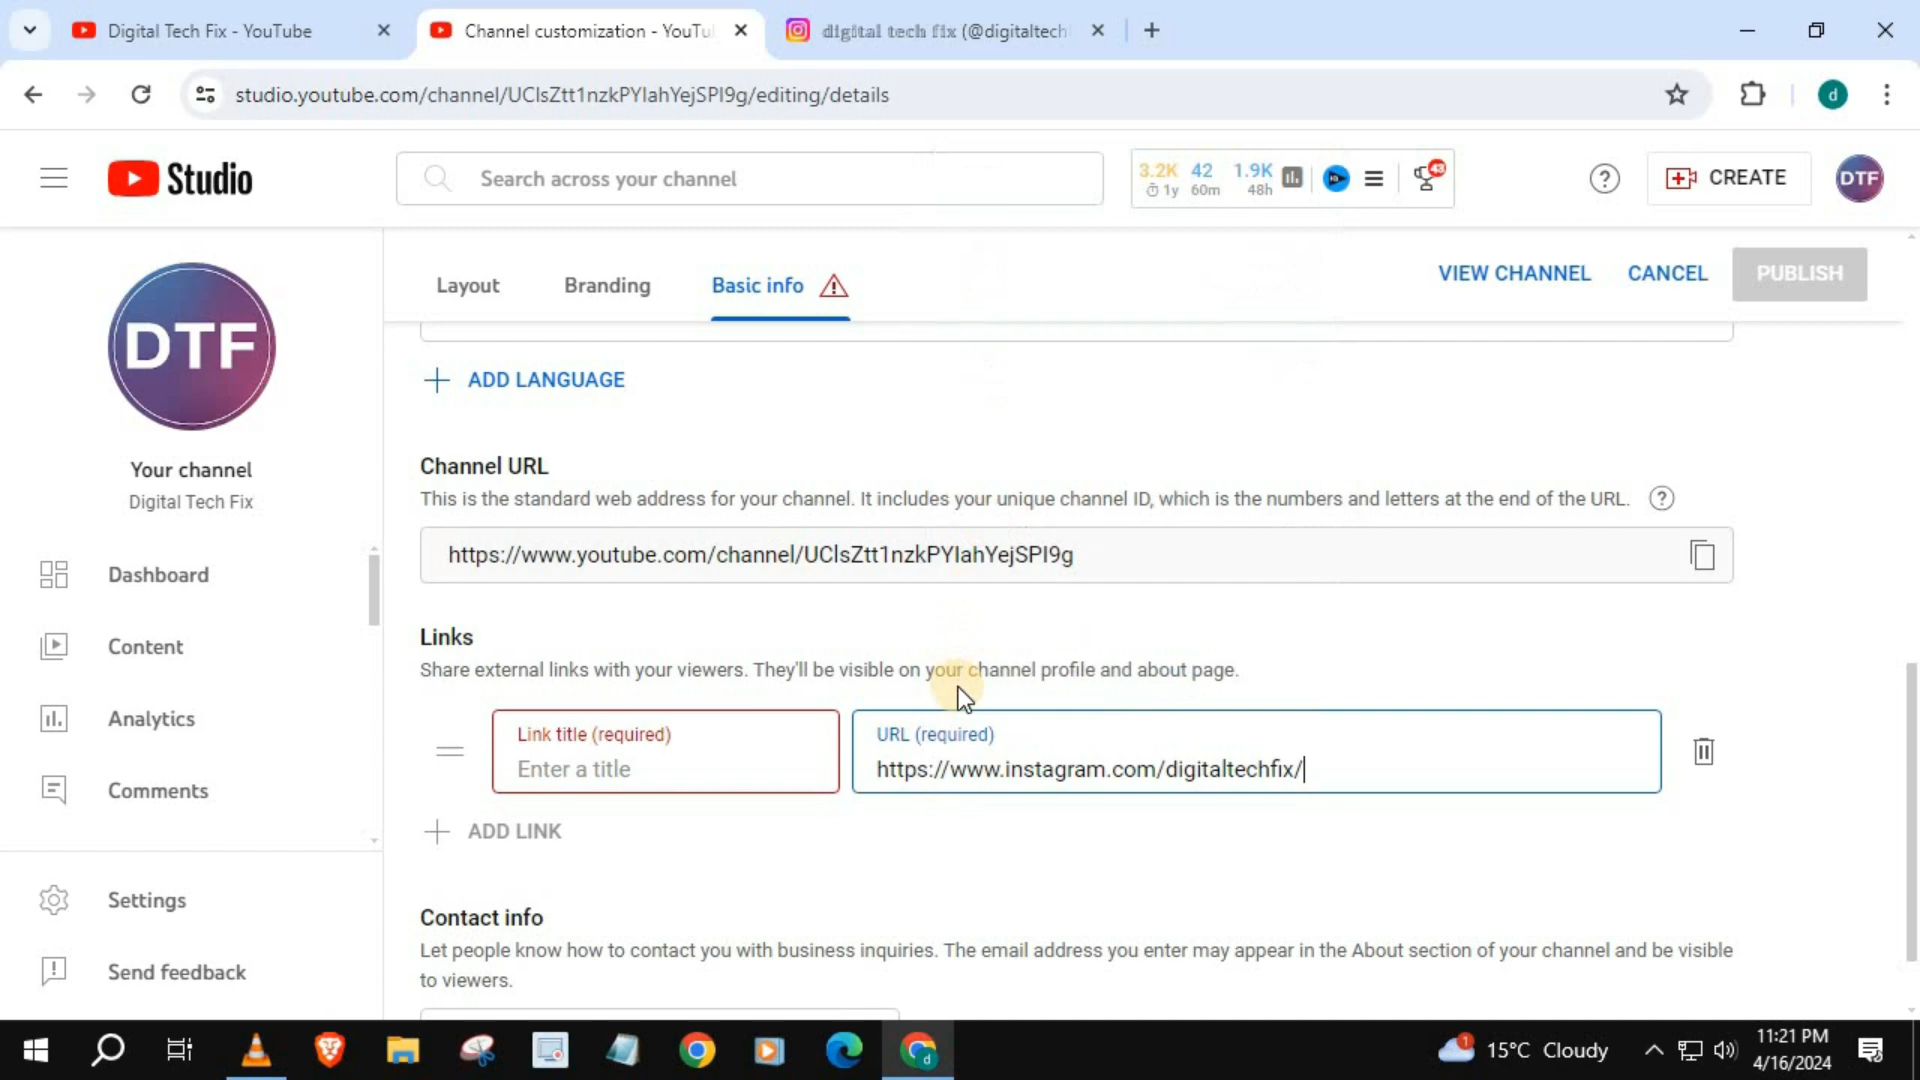 Digital Tech Fix - YouTube
Channel customization - YouTu
digital tech fix (@digitaltech
studio.youtube.com/channel/UClsZtt1nzkPYIahYejSPI9g/editing/details
d
Studio
Search across your channel
3.2K 42 1.9K
1y 60m 48h
43
CREATE
DTF
Layout
Branding
Basic info
VIEW CHANNEL
CANCEL
PUBLISH
DTF
Your channel
Digital Tech Fix
Dashboard
Content
Analytics
Comments
Settings
Send feedback
ADD LANGUAGE
Channel URL
This is the standard web address for your channel. It includes your unique channel ID, which is the numbers and letters at the end of the URL.
https://www.youtube.com/channel/UClsZtt1nzkPYIahYejSPI9g
Links
Share external links with your viewers. They'll be visible on your channel profile and about page.
Link title (required)
Enter a title
URL (required)
https://www.instagram.com/digitaltechfix/
ADD LINK
Contact info
Let people know how to contact you with business inquiries. The email address you enter may appear in the About section of your channel and be visible
to viewers.
1
15°C Cloudy
11:21 PM
4/16/2024